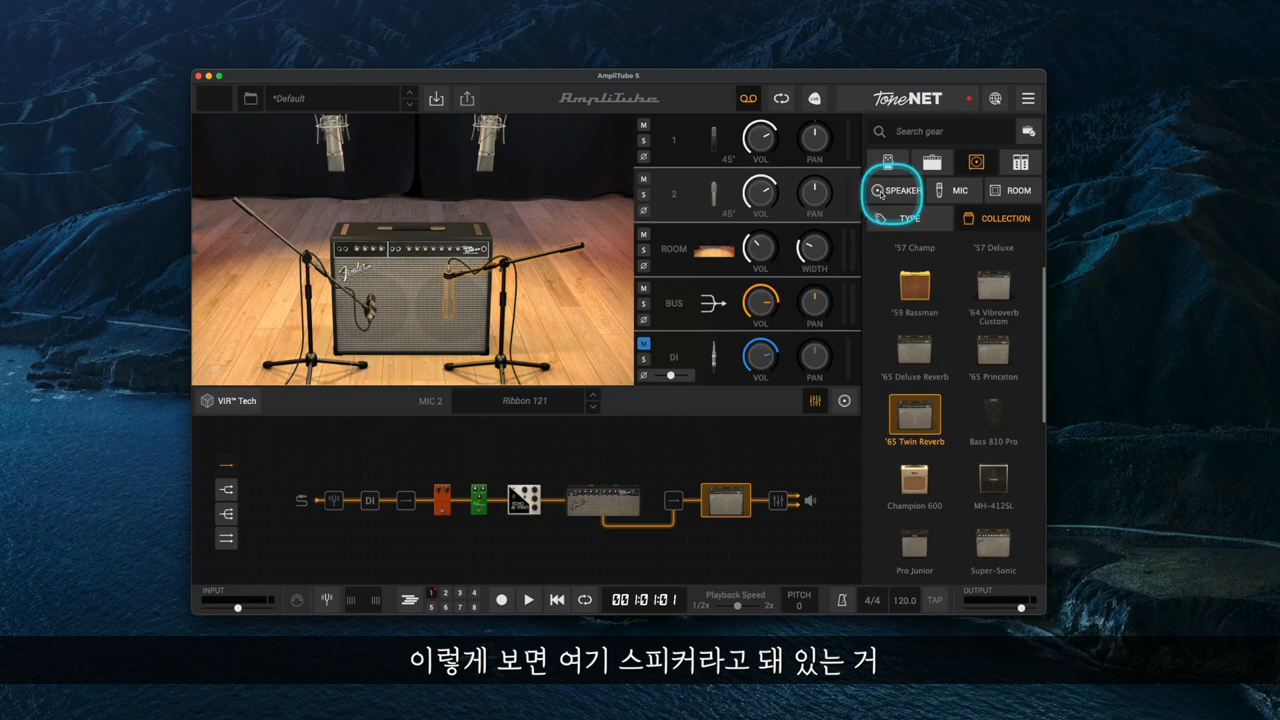 AmpliTube 5
*Default
AmpliTube
LIVE
ToneNET
Search gear
SPEAKER
MIC
ROOM
TYPE
COLLECTION
'57 Champ
'57 Deluxe
'59 Bassman
'64 Vibroverb
Custom
'65 Deluxe Reverb
'65 Princeton
'65 Twin Reverb
Bass 810 Pro
Champion 600
MH-412SL
Pro Junior
Super-Sonic
M
S
1
45°
VOL
PAN
M
S
2
45°
VOL
PAN
M
S
ROOM
VOL
WIDTH
M
S
BUS
VOL
PAN
M
S
DI
VOL
PAN
Fender
VIR™ Tech
MIC 2
Ribbon 121
DI
INPUT
1 2 3 4
5 6 7 8
001:01:01
Playback Speed
1/2x
2x
PITCH
0
4/4
120.0
TAP
OUTPUT
이렇게 보면 여기 스피커라고 돼 있는 거